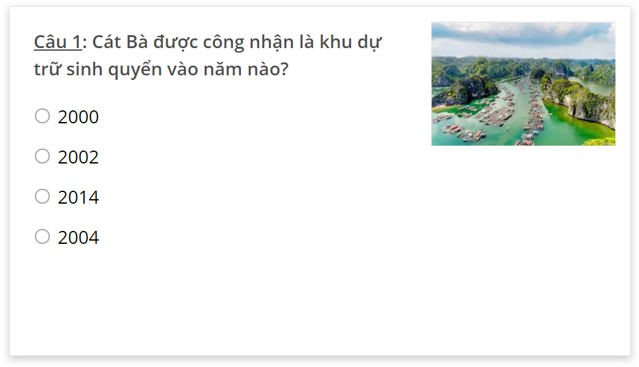 Câu 1: Cát Bà được công nhận là khu dự
trữ sinh quyển vào năm nào?
2000
2002
2014
2004